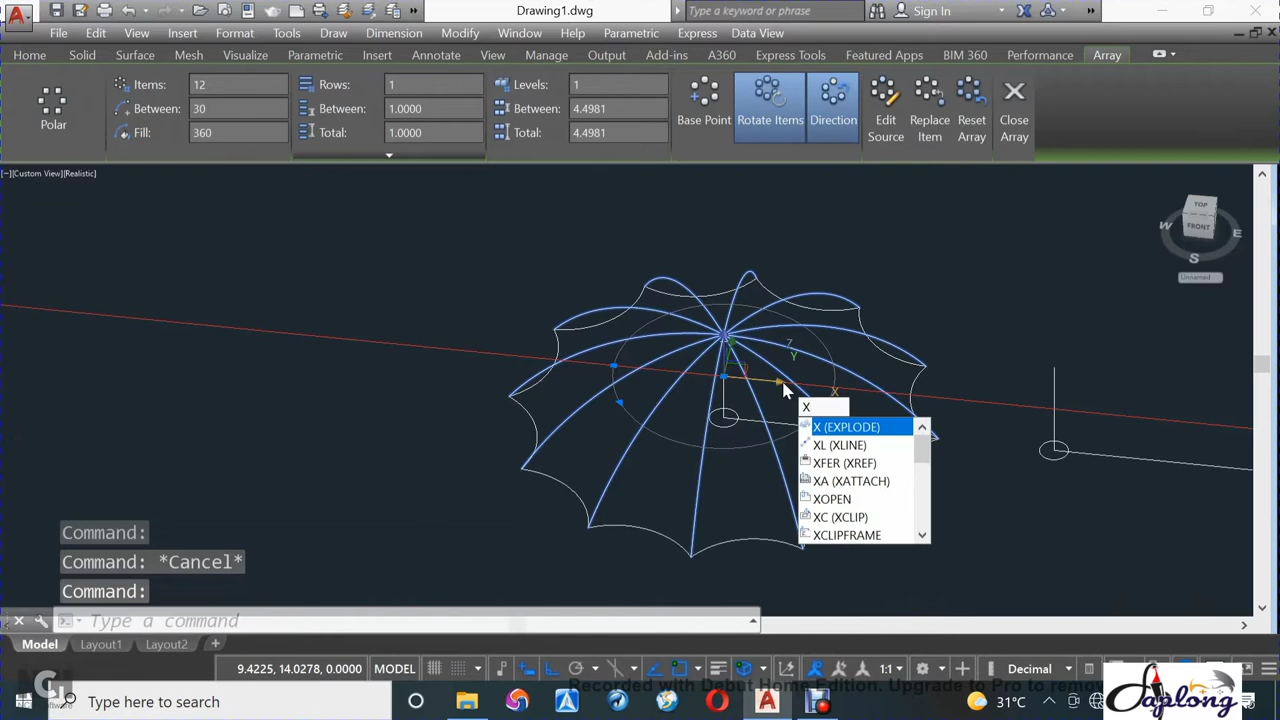 Drawing1.dwg
Type a keyword or phrase
Sign In
File Edit View Insert Format Tools Draw Dimension Modify Window Help Parametric Express Data View
Home Solid Surface Mesh Visualize Parametric Insert Annotate View Manage Output Add-ins A360 Express Tools Featured Apps BIM 360 Performance Array
Polar
Items: 12
Between: 30
Fill: 360
Rows: 1
Between: 1.0000
Total: 1.0000
Levels: 1
Between: 4.4981
Total: 4.4981
Base Point
Rotate Items
Direction
Edit Source
Replace Item
Reset Array
Close Array
[−][Custom View][Realistic]
TOP
FRONT
W
E
S
Unnamed
Z
Y
X
X
X (EXPLODE)
XL (XLINE)
XFER (XREF)
XA (XATTACH)
XOPEN
XC (XCLIP)
XCLIPFRAME
Command:
Command: *Cancel*
Command:
Type a command
Model Layout1 Layout2 +
9.4225, 14.0278, 0.0000 MODEL 1:1 Decimal
Recorded with Debut Home Edition. Upgrade to Pro to remov
Type here to search
31°C
Japlong